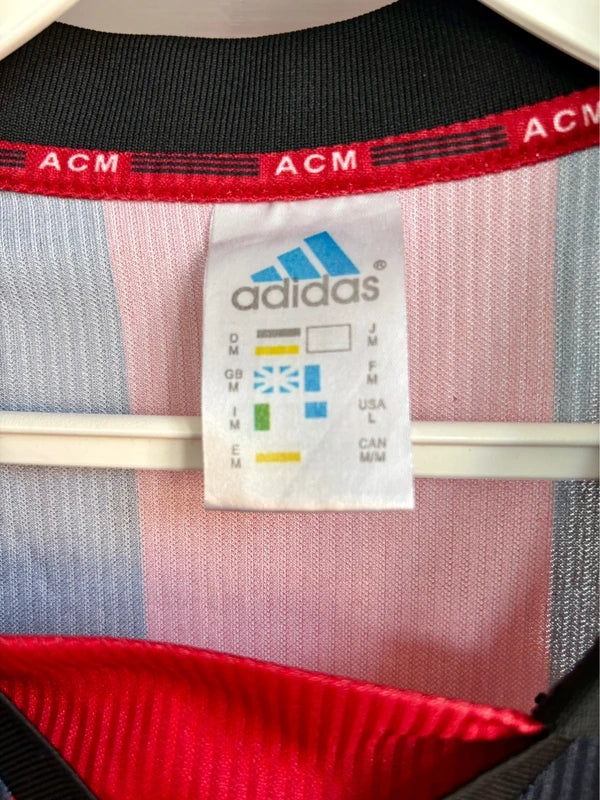 ACM ACM ACM
adidas®
D M J M
GB M F M
I M USA L
E M CAN M/M